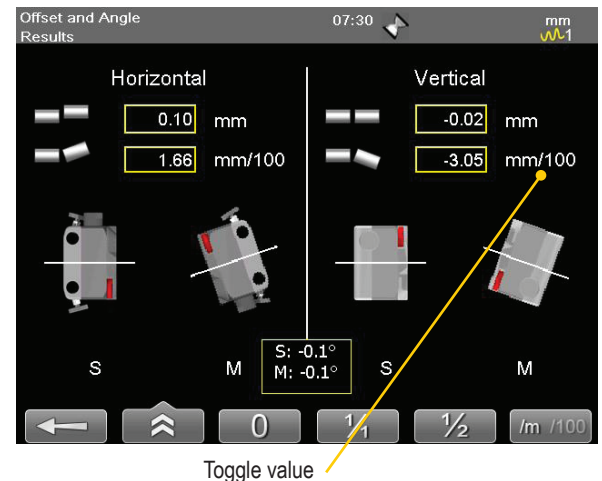 Offset and Angle
Results
07:30
mm
1
Horizontal
0.10 mm
1.66 mm/100
Vertical
-0.02 mm
-3.05 mm/100
S
M
S: -0.1°
M: -0.1°
S
M
0
1/1
1/2
/m /100
Toggle value